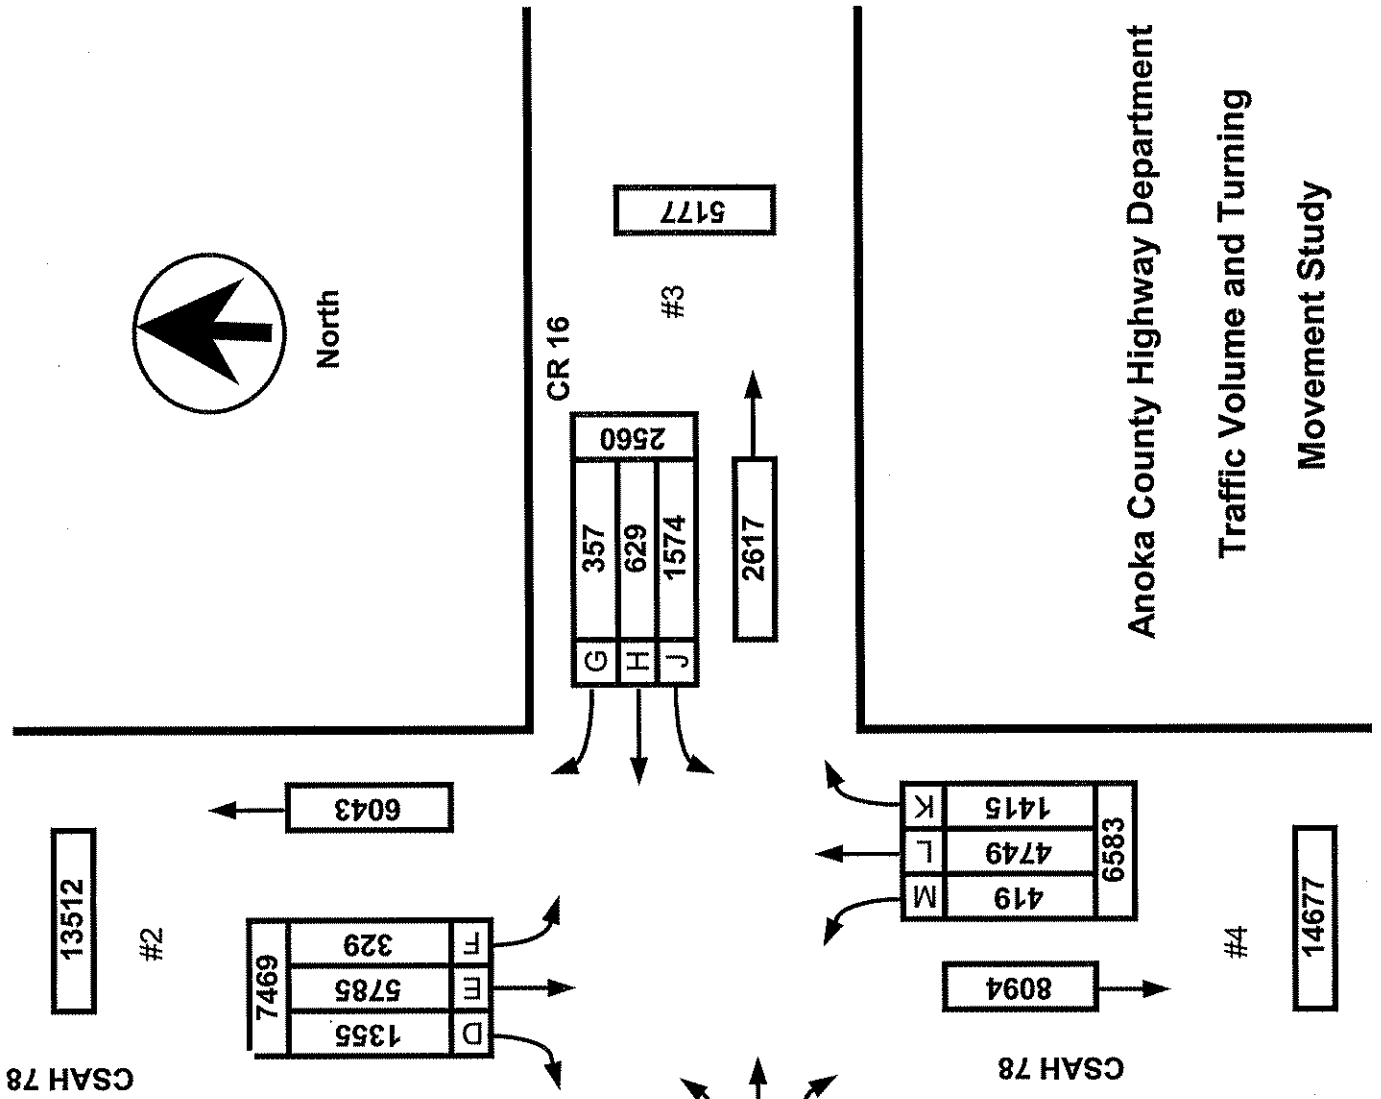 North
CSAH 78
13512
#2
6043
7469
1355
5785
329
D
E
F
CR 16
#3
5177
2560
G
357
H
629
J
1574
2617
M
L
K
419
4749
1415
6583
8094
#4
14677
CSAH 78
Anoka County Highway Department
Traffic Volume and Turning
Movement Study